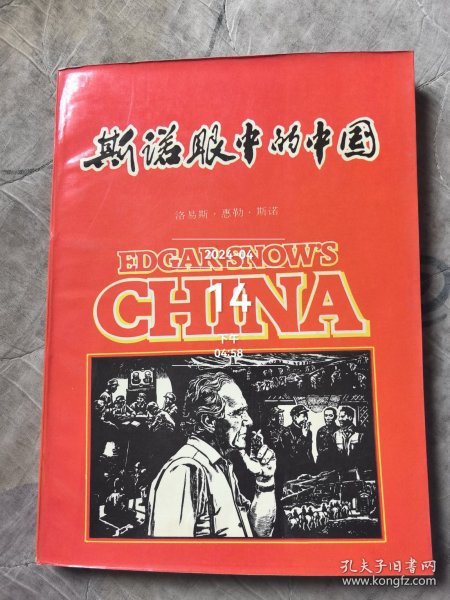 斯诺眼中的中国
洛易斯·惠勒·斯诺
2024-04
EDGAR SNOW'S
CHINA
14
下午
04:58
孔夫子旧书网
www.kongfz.com